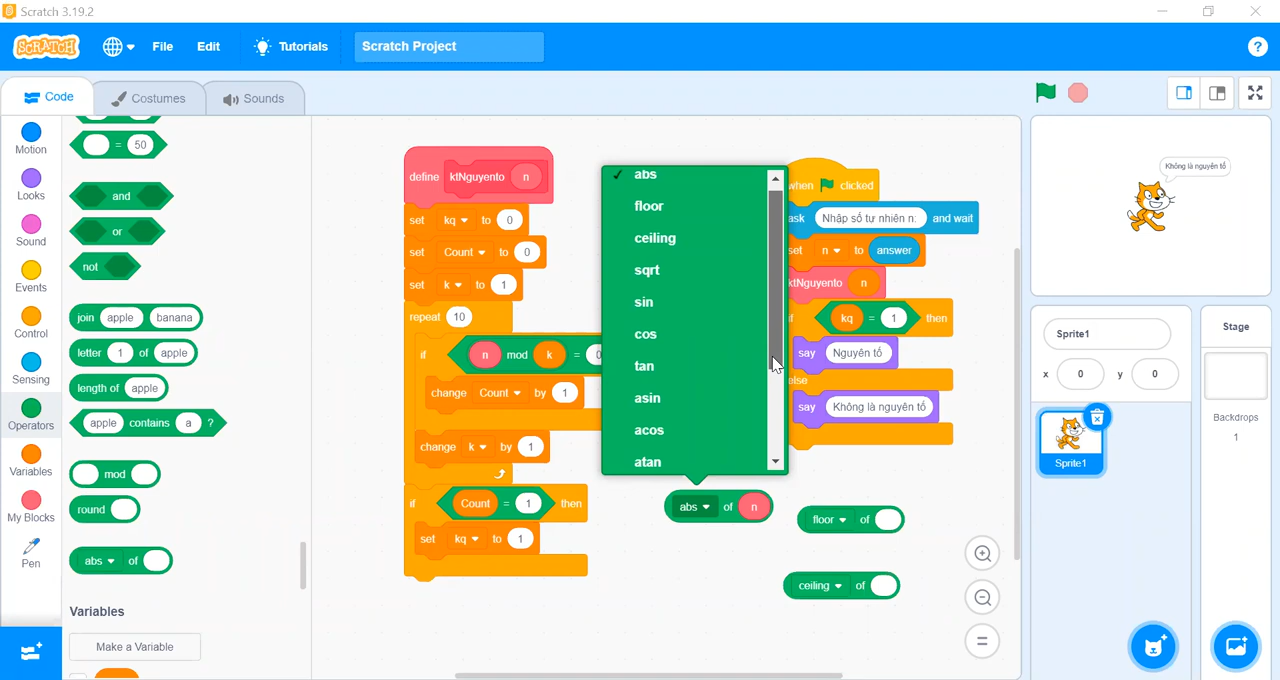 Scratch 3.19.2
SCRATCH File Edit Tutorials Scratch Project ?
Code Costumes Sounds
Motion
Looks
Sound
Events
Control
Sensing
Operators
Variables
My Blocks
Pen
= 50
and
or
not
join apple banana
letter 1 of apple
length of apple
apple contains a ?
mod
round
abs of
Variables
Make a Variable
define ktNguyento n
set kq to 0
set Count to 0
set k to 1
repeat 10
if n mod k = 0
change Count by 1
change k by 1
if Count = 1 then
set kq to 1
✓ abs
floor
ceiling
sqrt
sin
cos
tan
asin
acos
atan
abs of n
floor of
ceiling of
when clicked
ask Nhập số tự nhiên n: and wait
set n to answer
ktNguyento n
if kq = 1 then
say Nguyên tố
else
say Không là nguyên tố
Không là nguyên tố
Sprite1
x 0 y 0
Sprite1
Stage
Backdrops
1